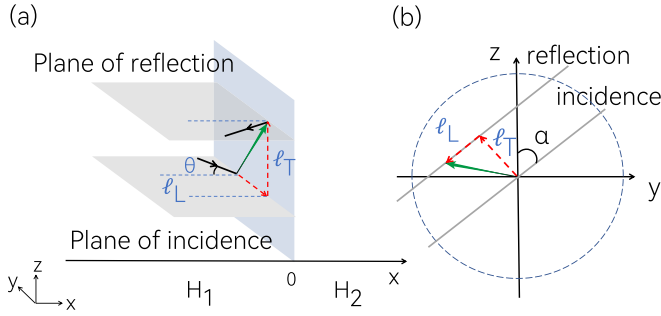 (a)
Plane of reflection
θ
ℓL
ℓT
Plane of incidence
0
x
H1
H2
z
y
x
(b)
z
reflection
incidence
ℓL
ℓT
α
y